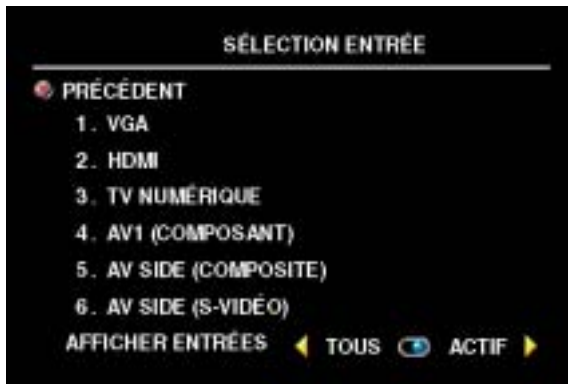 SÉLECTION ENTRÉE
PRÉCÉDENT
1. VGA
2. HDMI
3. TV NUMÉRIQUE
4. AV1 (COMPOSANT)
5. AV SIDE (COMPOSITE)
6. AV SIDE (S-VIDÉO)
AFFICHER ENTRÉES TOUS ACTIF